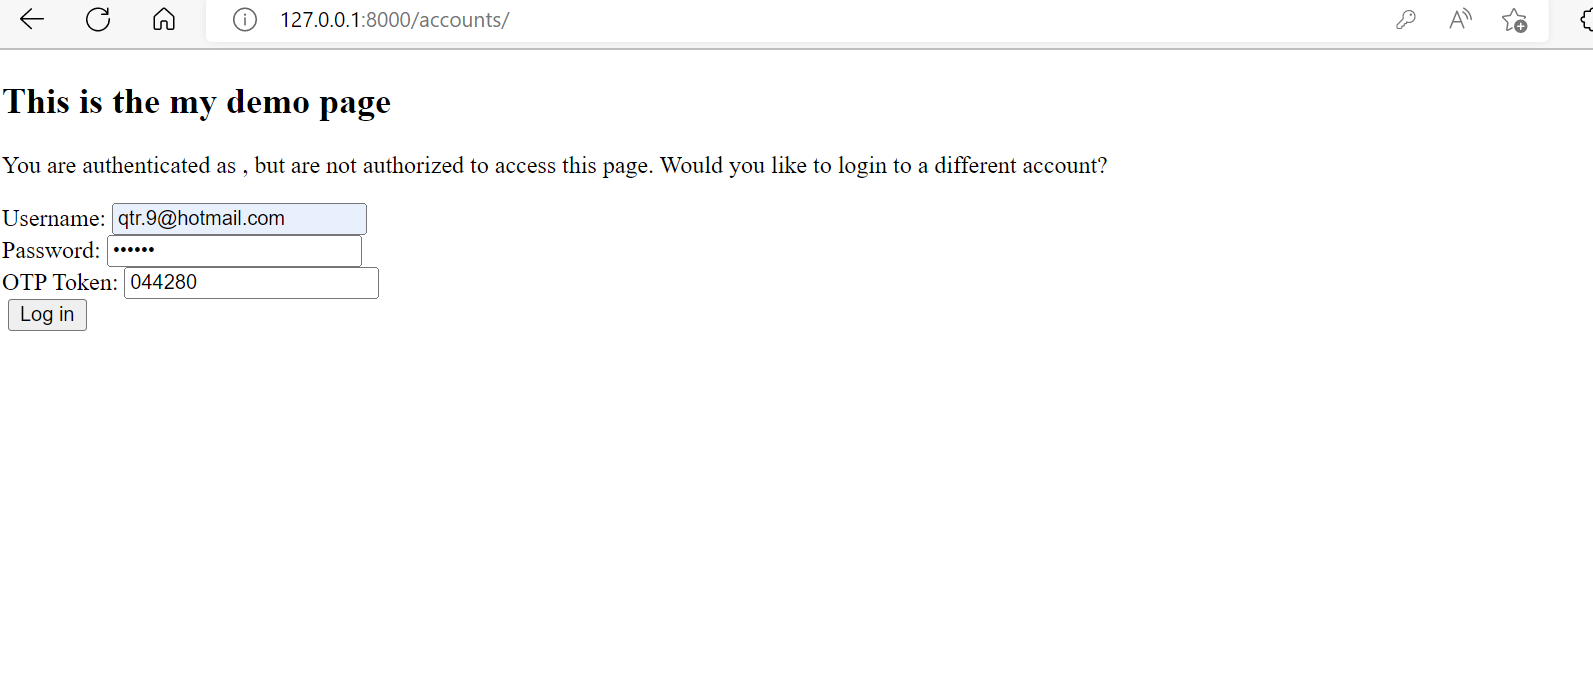 127.0.0.1:8000/accounts/
This is the my demo page
You are authenticated as , but are not authorized to access this page. Would you like to login to a different account?
Username: qtr.9@hotmail.com
Password: ••••••
OTP Token: 044280
Log in